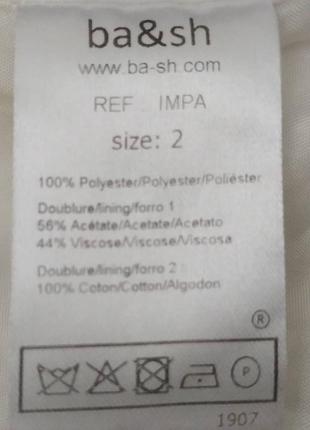 ba&sh
www.ba-sh.com
REF IMPA
size: 2
100% Polyester/Polyester/Poliéster
Doublure/lining/forro 1
56% Acétate/Acetate/Acetato
44% Viscose/Viscose/Viscosa
Doublure/lining/forro 2
100% Coton/Cotton/Algodon
®
P
1907